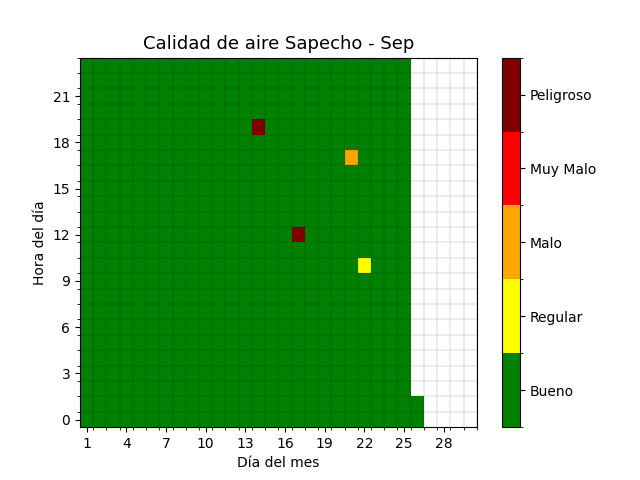 Calidad de aire Sapecho - Sep
21
18
15
12
9
6
3
0
Hora del día
1 4 7 10 13 16 19 22 25 28
Día del mes
Peligroso
Muy Malo
Malo
Regular
Bueno